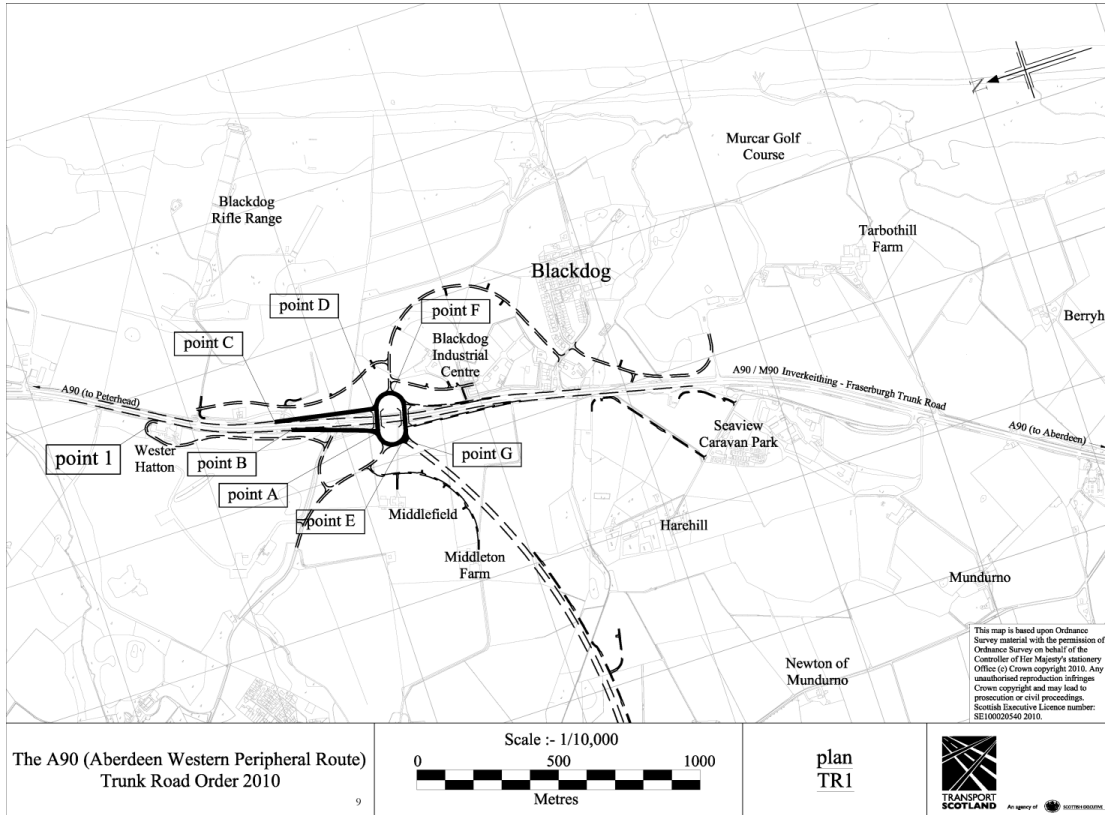 N
Murcar Golf
Course
Blackdog
Rifle Range
Tarbothill
Farm
Blackdog
point D
point F
Berryh
point C
Blackdog
Industrial
Centre
A90 / M90 Inverkeithing - Fraserburgh Trunk Road
A90 (to Peterhead)
A90 (to Aberdeen)
Seaview
Caravan Park
point 1
Wester
Hatton
point B
point G
point A
point E
Middlefield
Harehill
Middleton
Farm
Mundurno
This map is based upon Ordnance
Survey material with the permission of
Ordnance Survey on behalf of the
Controller of Her Majesty's stationery
Office (c) Crown copyright 2010. Any
unauthorised reproduction infringes
Crown copyright and may lead to
prosecution or civil proceedings.
Scottish Executive Licence number:
SE100020540 2010.
Newton of
Mundurno
The A90 (Aberdeen Western Peripheral Route)
Trunk Road Order 2010
9
Scale :- 1/10,000
0 500 1000
Metres
plan
TR1
TRANSPORT
SCOTLAND
An agency of
SCOTTISH EXECUTIVE